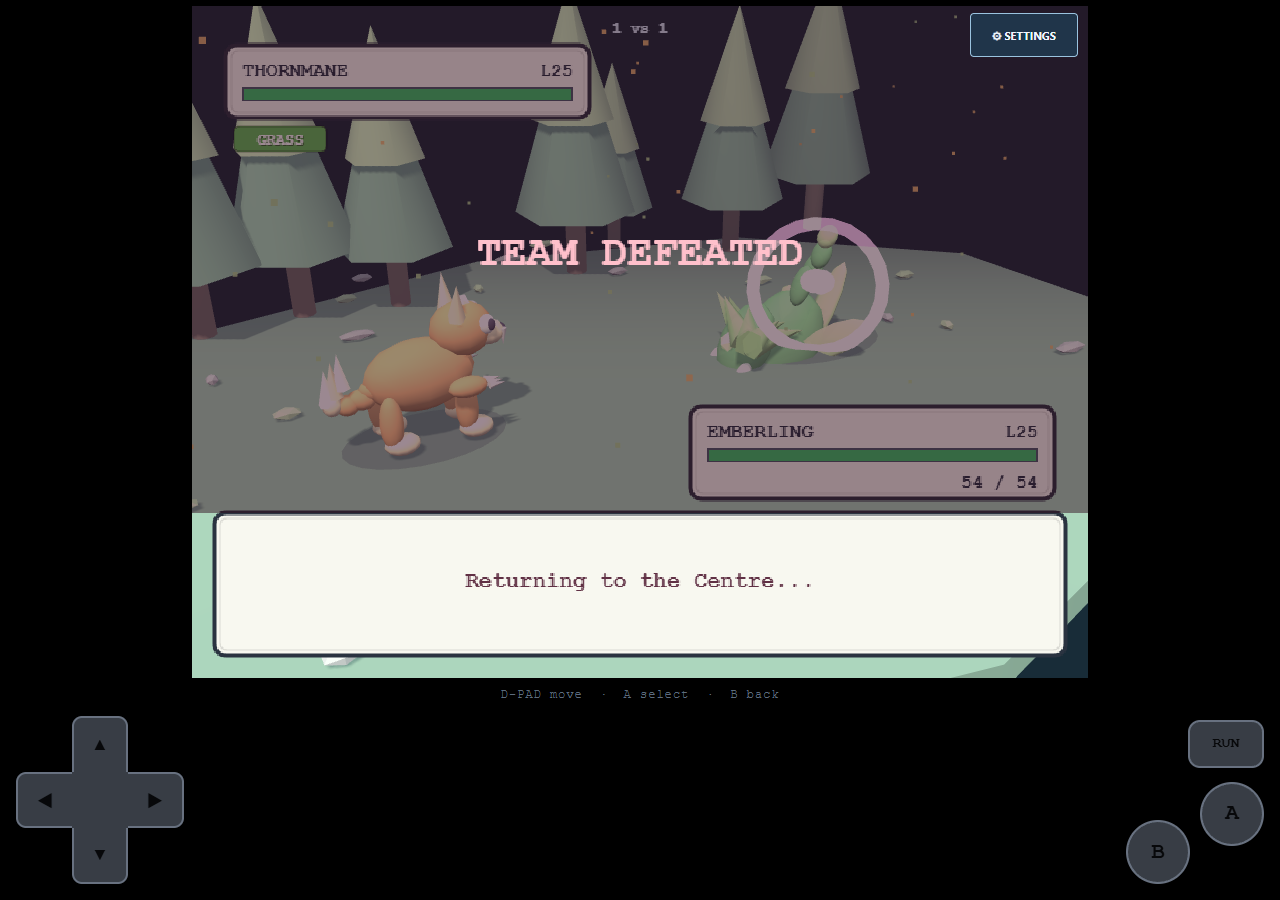 1 vs 1
⚙ SETTINGS
THORNMANE L25
GRASS
TEAM DEFEATED
EMBERLING L25
54 / 54
Returning to the Centre...
D-PAD move · A select · B back
RUN
A
B